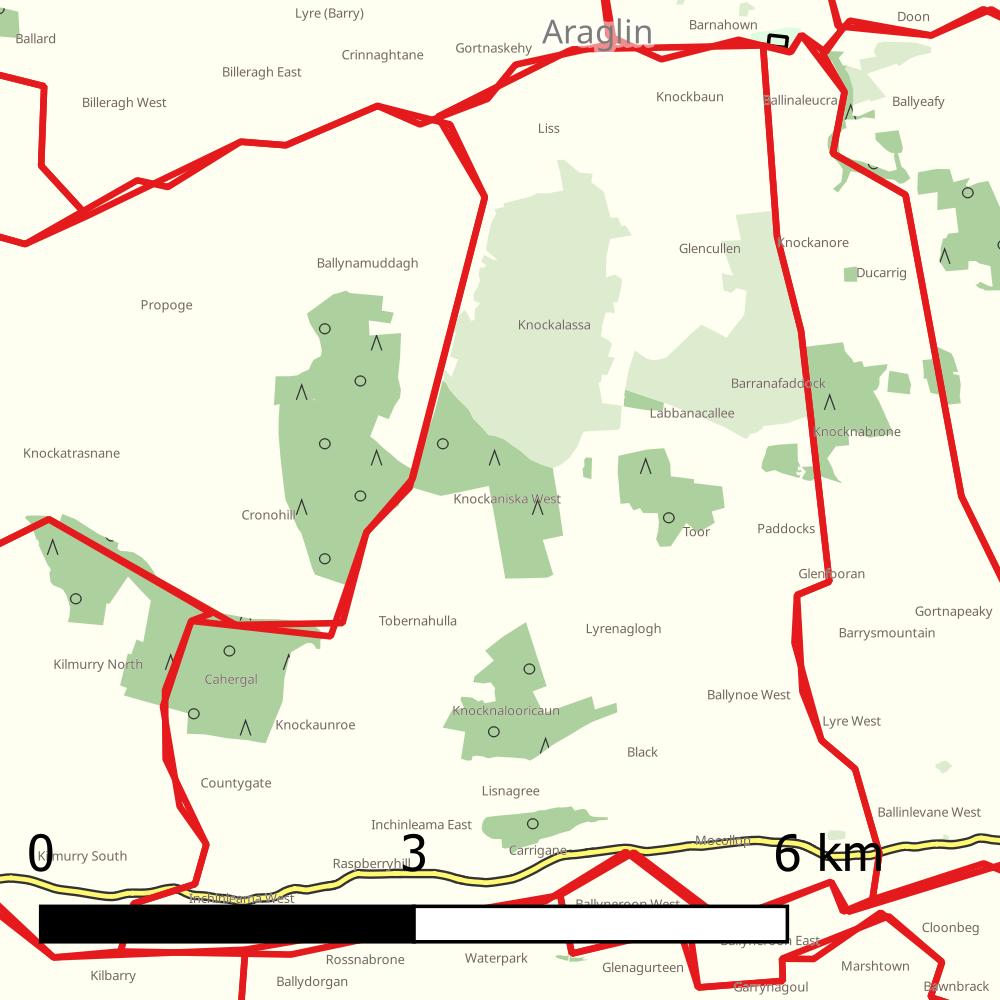 Lyre (Barry)
Doon
Barnahown
Araglin
Ballard
Gortnaskehy
Crinnaghtane
Billeragh East
Knockbaun
Ballinaleucra
Ballyeafy
Billeragh West
Liss
Knockanore
Glencullen
Ballynamuddagh
Ducarrig
Propoge
Knockalassa
Barranafaddock
Labbanacallee
Knocknabrone
Knockatrasnane
Knockaniska West
Cronohill
Paddocks
Toor
Glenfooran
Gortnapeaky
Tobernahulla
Lyrenaglogh
Barrysmountain
Kilmurry North
Cahergal
Ballynoe West
Knocknalooricaun
Lyre West
Knockaunroe
Black
Countygate
Lisnagree
Ballinlevane West
Inchinleama East
Mocollup
0
3
6 km
Carrigane
Kilmurry South
Raspberryhill
Inchinleama West
Ballyneroon West
Cloonbeg
Ballyneroon East
Rossnabrone
Waterpark
Glenagurteen
Marshtown
Kilbarry
Ballydorgan
Garrynagoul
Bawnbrack